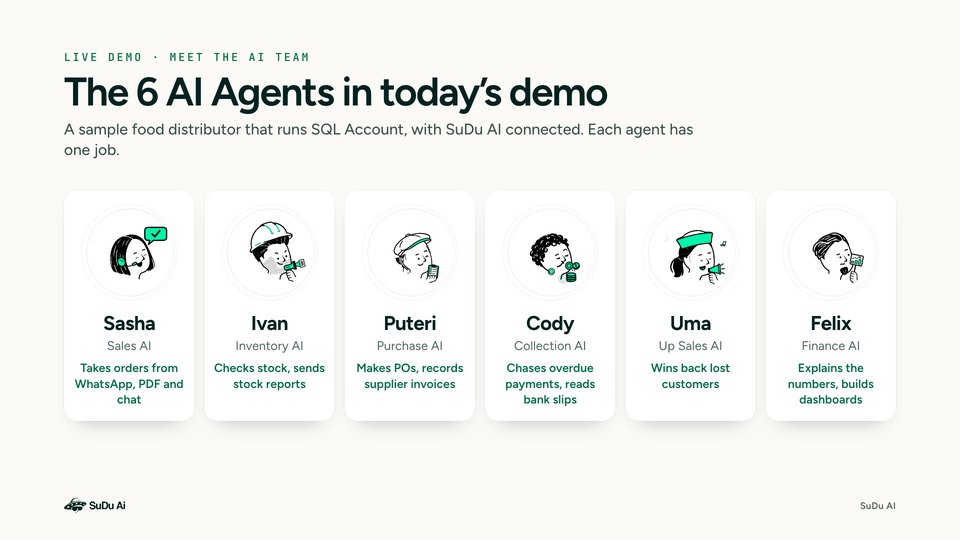 LIVE DEMO · MEET THE AI TEAM
The 6 AI Agents in today’s demo
A sample food distributor that runs SQL Account, with SuDu AI connected. Each agent has
one job.
Sasha
Sales AI
Takes orders from
WhatsApp, PDF and
chat
Ivan
Inventory AI
Checks stock, sends
stock reports
Puteri
Purchase AI
Makes POs, records
supplier invoices
Cody
Collection AI
Chases overdue
payments, reads
bank slips
Uma
Up Sales AI
Wins back lost
customers
Felix
Finance AI
Explains the
numbers, builds
dashboards
SuDu Ai
SuDu AI